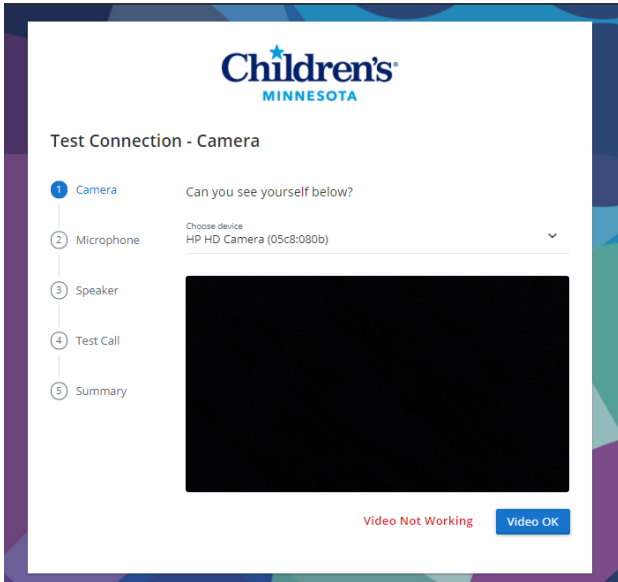 Children's
MINNESOTA
Test Connection - Camera
1 Camera
Can you see yourself below?
Choose device
HP HD Camera (05c8:080b)
2 Microphone
3 Speaker
4 Test Call
5 Summary
Video Not Working
Video OK